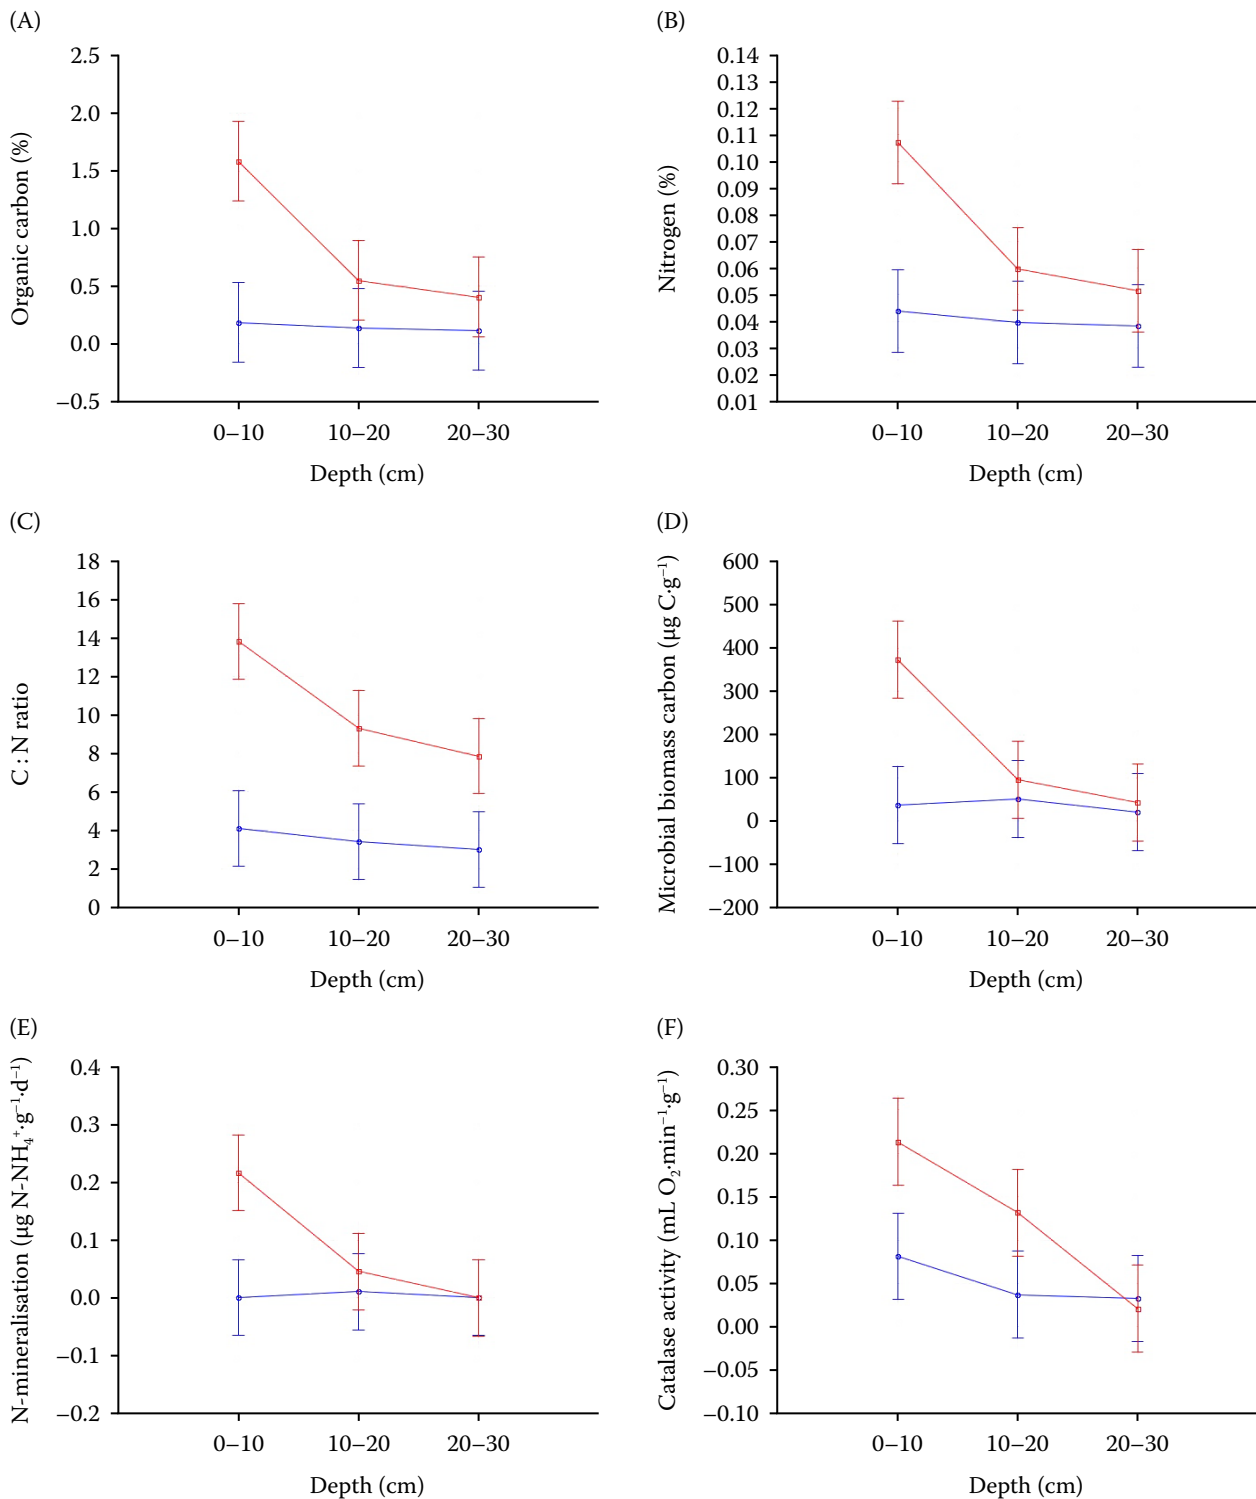 (A)
Organic carbon (%)
2.5
2.0
1.5
1.0
0.5
0.0
–0.5
0–10 10–20 20–30
Depth (cm)
(B)
Nitrogen (%)
0.14
0.13
0.12
0.11
0.10
0.09
0.08
0.07
0.06
0.05
0.04
0.03
0.02
0.01
0–10 10–20 20–30
Depth (cm)
(C)
C : N ratio
18
16
14
12
10
8
6
4
2
0
0–10 10–20 20–30
Depth (cm)
(D)
Microbial biomass carbon (μg C·g⁻¹)
600
500
400
300
200
100
0
–100
–200
0–10 10–20 20–30
Depth (cm)
(E)
N-mineralisation (μg N-NH₄⁺·g⁻¹·d⁻¹)
0.4
0.3
0.2
0.1
0.0
–0.1
–0.2
0–10 10–20 20–30
Depth (cm)
(F)
Catalase activity (mL O₂·min⁻¹·g⁻¹)
0.30
0.25
0.20
0.15
0.10
0.05
0.00
–0.05
–0.10
0–10 10–20 20–30
Depth (cm)